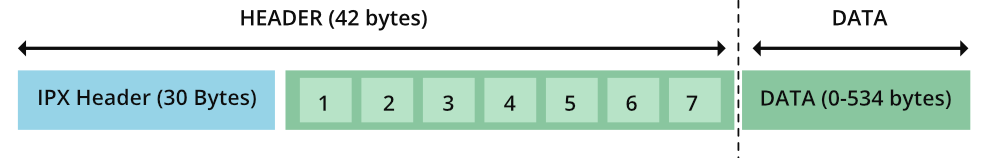 HEADER (42 bytes)
DATA
IPX Header (30 Bytes)
1 2 3 4 5 6 7
DATA (0-534 bytes)